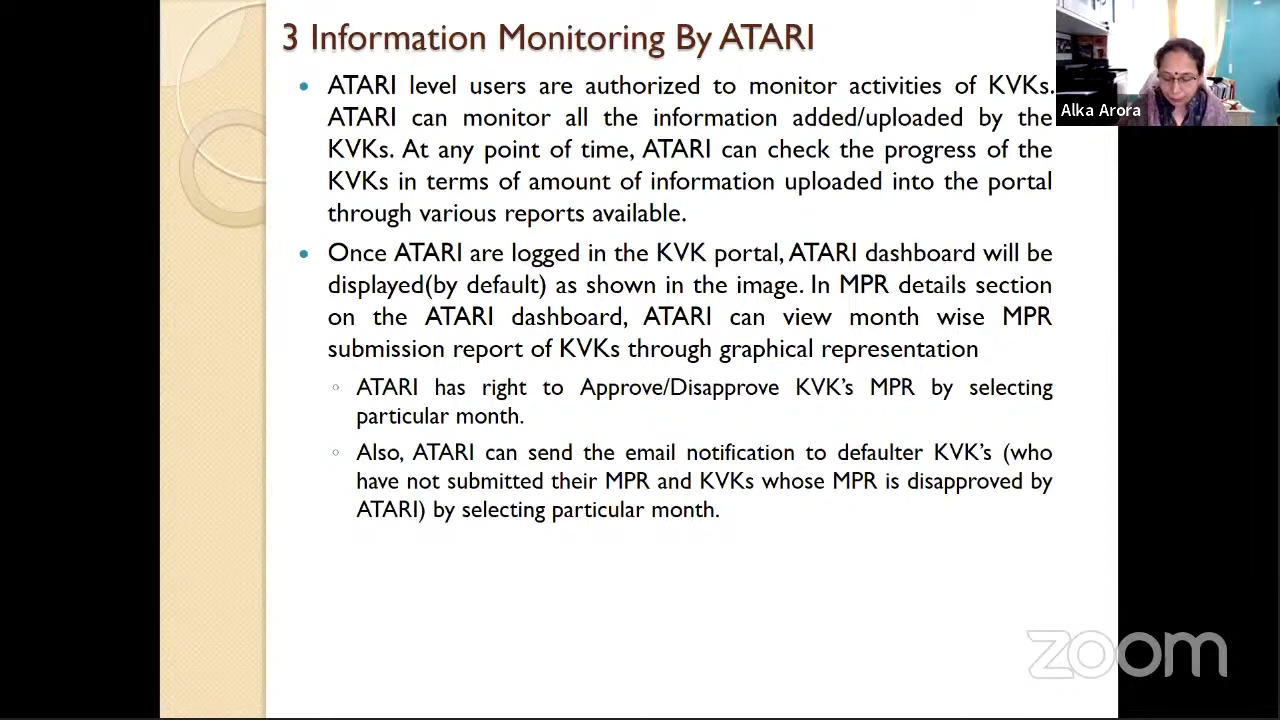 3 Information Monitoring By ATARI
ATARI level users are authorized to monitor activities of KVKs.
ATARI can monitor all the information added/uploaded by the
KVKs. At any point of time, ATARI can check the progress of the
KVKs in terms of amount of information uploaded into the portal
through various reports available.
Once ATARI are logged in the KVK portal, ATARI dashboard will be
displayed(by default) as shown in the image. In MPR details section
on the ATARI dashboard, ATARI can view month wise MPR
submission report of KVKs through graphical representation
ATARI has right to Approve/Disapprove KVK's MPR by selecting
particular month.
Also, ATARI can send the email notification to defaulter KVK's (who
have not submitted their MPR and KVKs whose MPR is disapproved by
ATARI) by selecting particular month.
Alka Arora
zoom